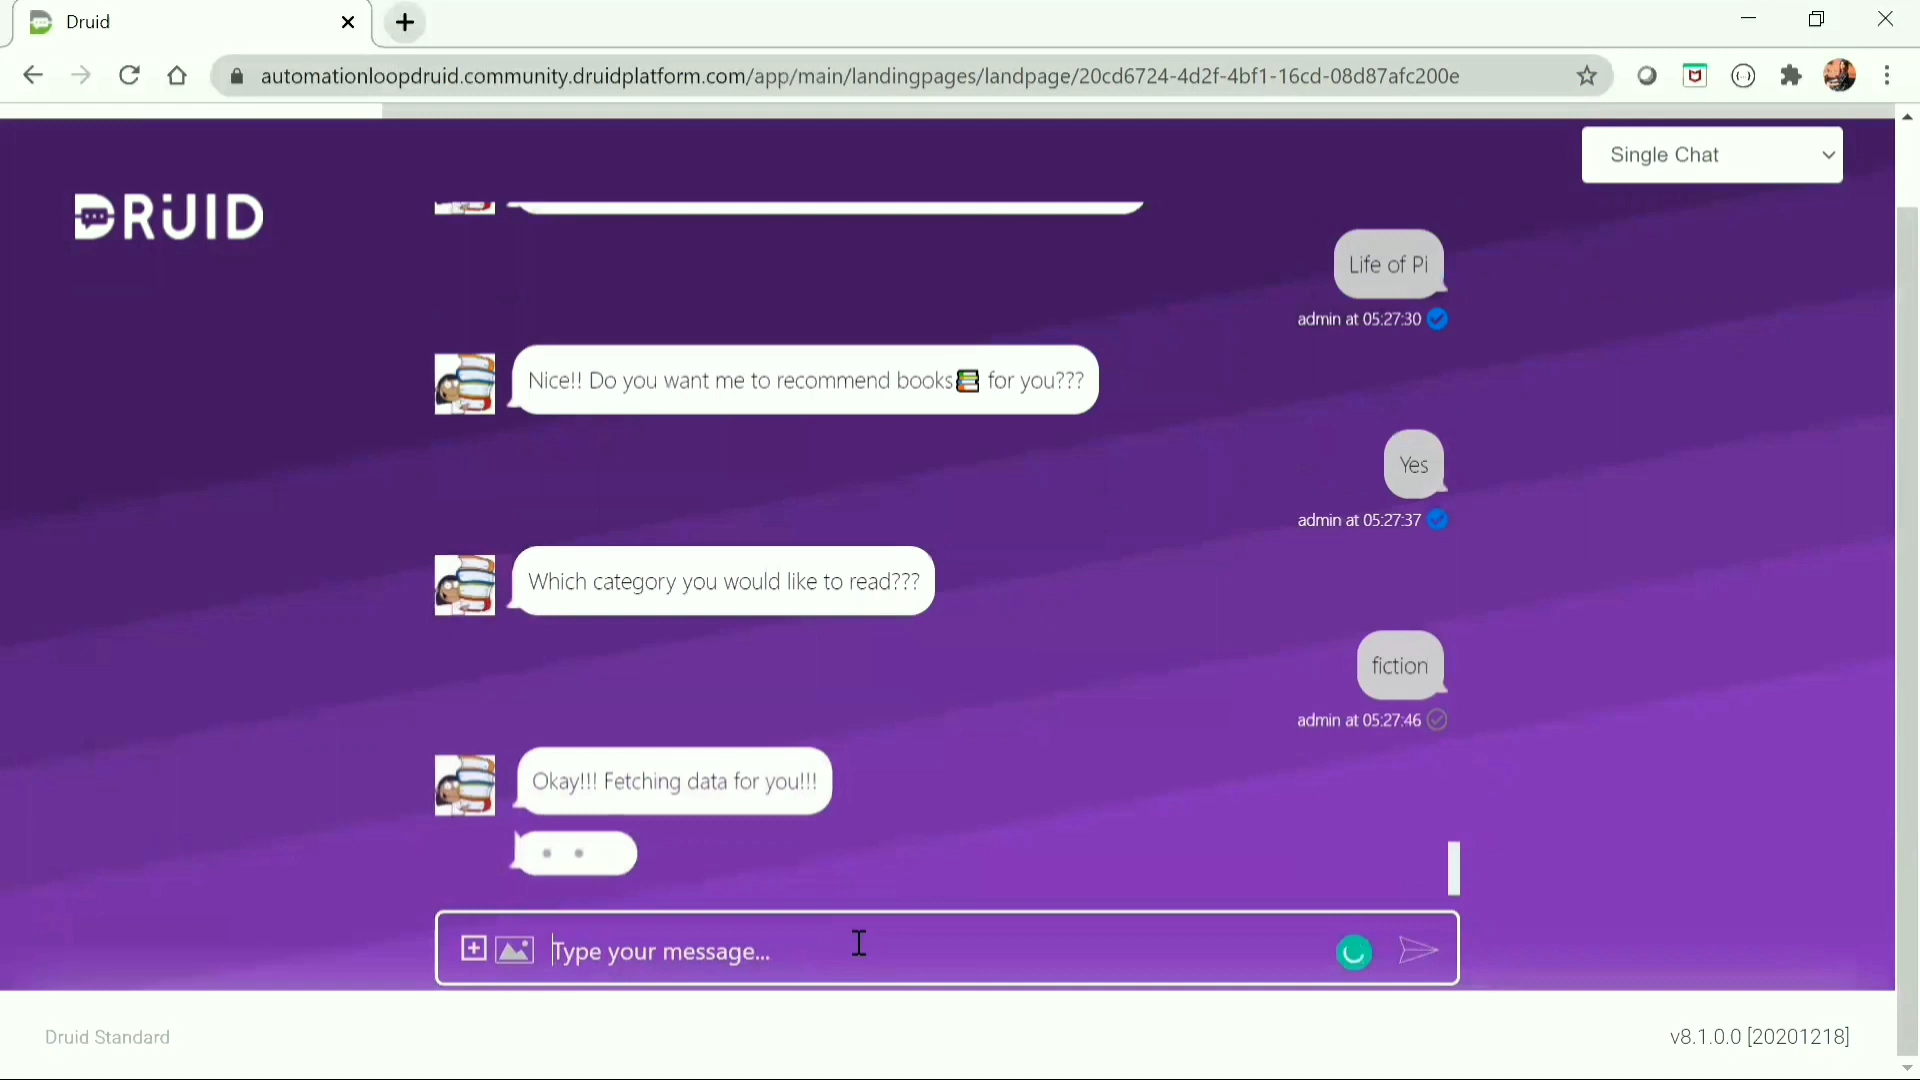 Druid
automationloopdruid.community.druidplatform.com/app/main/landingpages/landpage/20cd6724-4d2f-4bf1-16cd-08d87afc200e
Single Chat
DRUID
Life of Pi
admin at 05:27:30
Nice!! Do you want me to recommend books📚 for you???
Yes
admin at 05:27:37
Which category you would like to read???
fiction
admin at 05:27:46
Okay!!! Fetching data for you!!!
Type your message...
Druid Standard
v8.1.0.0 [20201218]